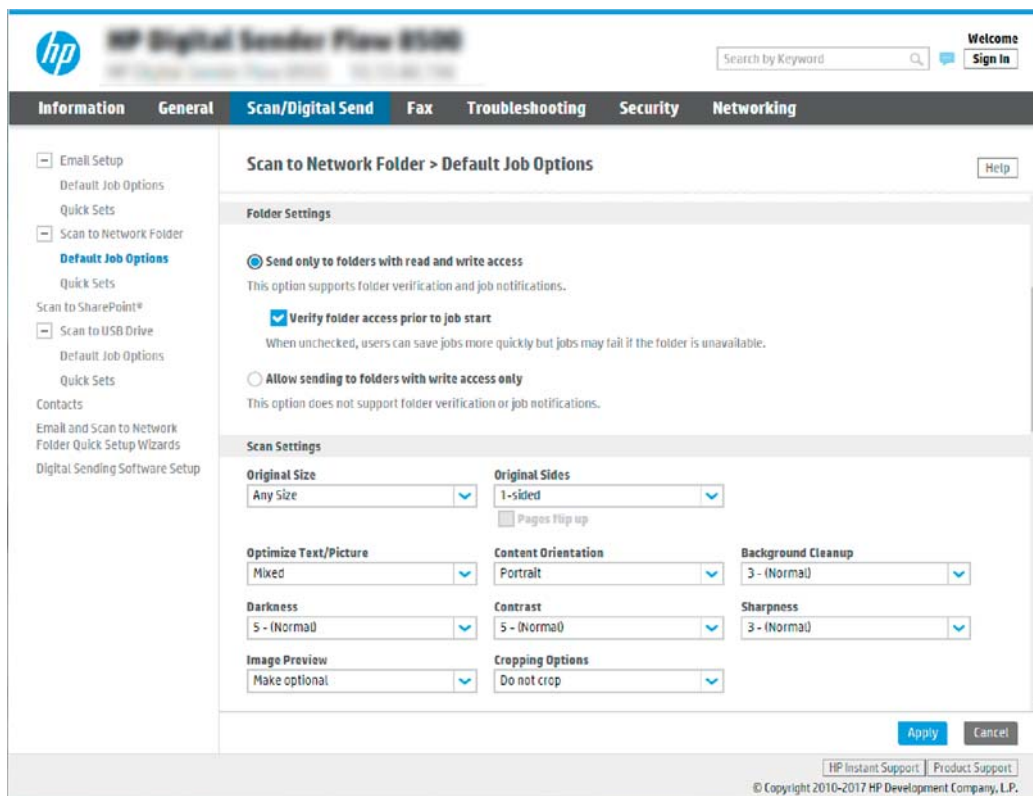 hp
Welcome
Search by Keyword
Sign In
Information General Scan/Digital Send Fax Troubleshooting Security Networking
Email Setup
Default Job Options
Quick Sets
Scan to Network Folder
Default Job Options
Quick Sets
Scan to SharePoint®
Scan to USB Drive
Default Job Options
Quick Sets
Contacts
Email and Scan to Network
Folder Quick Setup Wizards
Digital Sending Software Setup
Scan to Network Folder > Default Job Options
Help
Folder Settings
Send only to folders with read and write access
This option supports folder verification and job notifications.
Verify folder access prior to job start
When unchecked, users can save jobs more quickly but jobs may fail if the folder is unavailable.
Allow sending to folders with write access only
This option does not support folder verification or job notifications.
Scan Settings
Original Size Original Sides
Any Size 1-sided
Pages flip up
Optimize Text/Picture Content Orientation Background Cleanup
Mixed Portrait 3 - (Normal)
Darkness Contrast Sharpness
5 - (Normal) 5 - (Normal) 3 - (Normal)
Image Preview Cropping Options
Make optional Do not crop
Apply Cancel
HP Instant Support Product Support
© Copyright 2010-2017 HP Development Company, L.P.